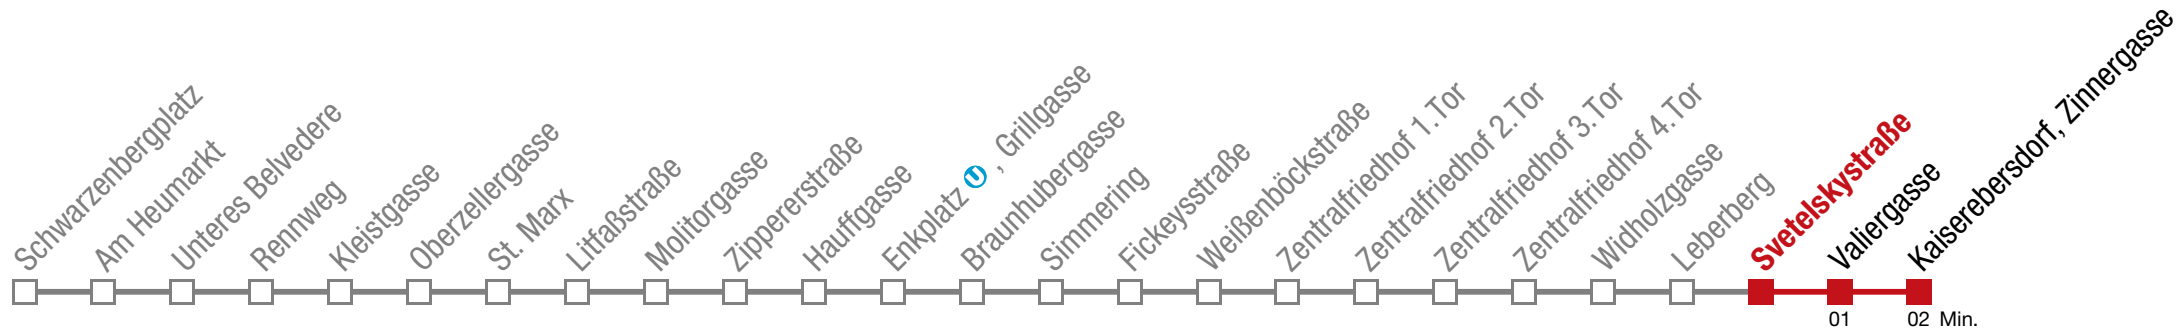 Schwarzenbergplatz
Am Heumarkt
Unteres Belvedere
Rennweg
Kleistgasse
Oberzellergasse
St. Marx
Litfaßstraße
Molitorgasse
Zippererstraße
Hauffgasse
Enkplatz U , Grillgasse
Braunhubergasse
Simmering
Fickeysstraße
Weißenböckstraße
Zentralfriedhof 1.Tor
Zentralfriedhof 2.Tor
Zentralfriedhof 3.Tor
Zentralfriedhof 4.Tor
Widholzgasse
Leberberg
Svetelskystraße
Valiergasse
Kaiserebersdorf, Zinnergasse
01 02 Min.